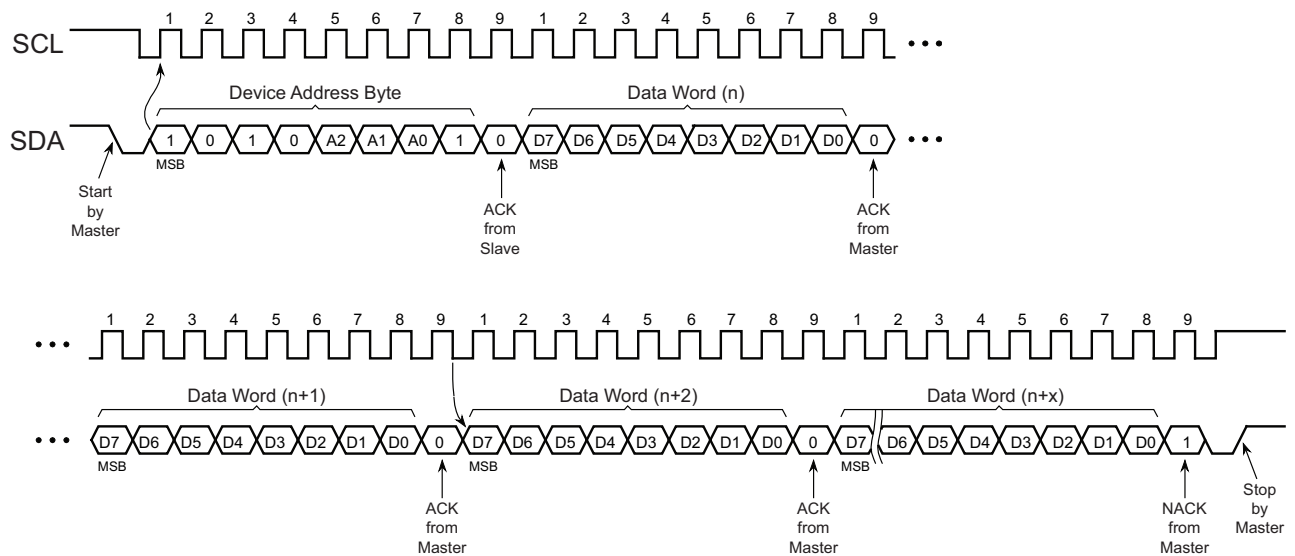 1 2 3 4 5 6 7 8 9 1 2 3 4 5 6 7 8 9
SCL
Device Address Byte Data Word (n)
SDA 1 0 1 0 A2 A1 A0 1 0 D7 D6 D5 D4 D3 D2 D1 D0 0
MSB MSB
Start
by
Master
ACK
from
Slave
ACK
from
Master
1 2 3 4 5 6 7 8 9 1 2 3 4 5 6 7 8 9 1 2 3 4 5 6 7 8 9
Data Word (n+1) Data Word (n+2) Data Word (n+x)
D7 D6 D5 D4 D3 D2 D1 D0 0 D7 D6 D5 D4 D3 D2 D1 D0 0 D7 D6 D5 D4 D3 D2 D1 D0 1
MSB MSB MSB
ACK
from
Master
ACK
from
Master
NACK
from
Master
Stop
by
Master